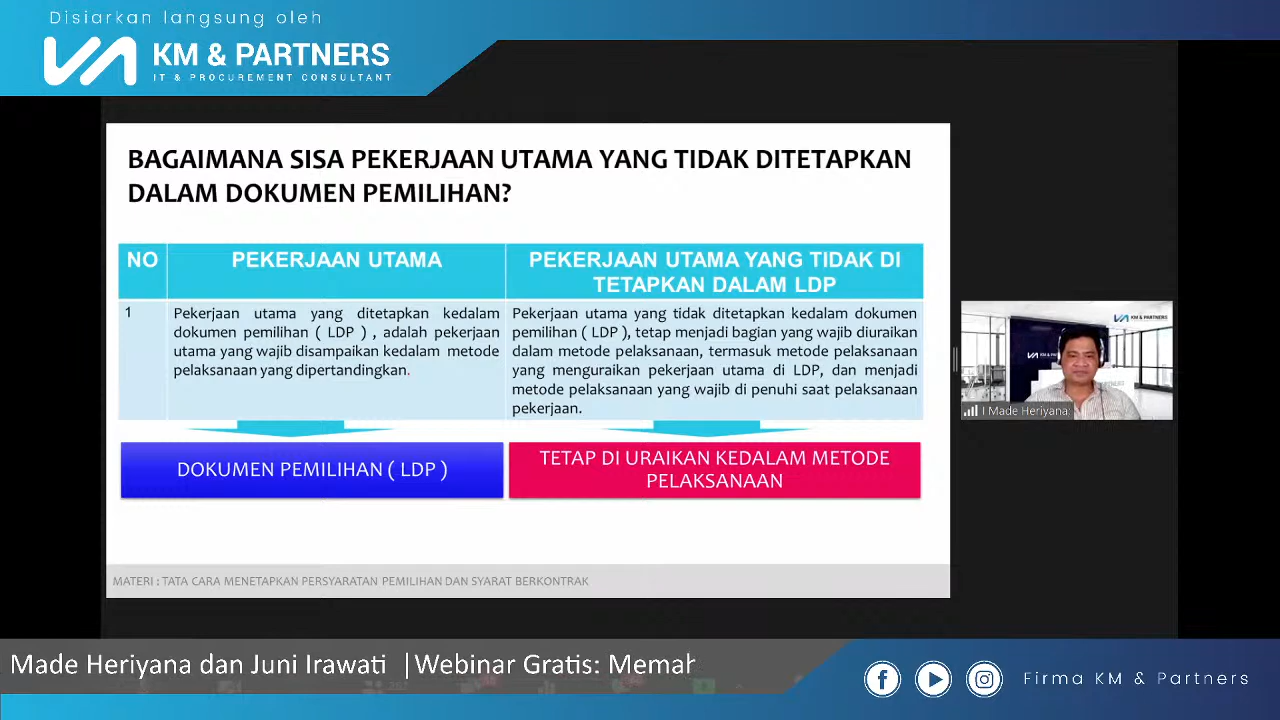 Disiarkan langsung oleh
KM & PARTNERS
IT & PROCUREMENT CONSULTANT
BAGAIMANA SISA PEKERJAAN UTAMA YANG TIDAK DITETAPKAN
DALAM DOKUMEN PEMILIHAN?
NO
PEKERJAAN UTAMA
PEKERJAAN UTAMA YANG TIDAK DI
TETAPKAN DALAM LDP
1
Pekerjaan utama yang ditetapkan kedalam
dokumen pemilihan ( LDP ) , adalah pekerjaan
utama yang wajib disampaikan kedalam metode
pelaksanaan yang dipertandingkan.
Pekerjaan utama yang tidak ditetapkan kedalam dokumen
pemilihan ( LDP ), tetap menjadi bagian yang wajib diuraikan
dalam metode pelaksanaan, termasuk metode pelaksanaan
yang menguraikan pekerjaan utama di LDP, dan menjadi
metode pelaksanaan yang wajib di penuhi saat pelaksanaan
pekerjaan.
DOKUMEN PEMILIHAN ( LDP )
TETAP DI URAIKAN KEDALAM METODE
PELAKSANAAN
MATERI : TATA CARA MENETAPKAN PERSYARATAN PEMILIHAN DAN SYARAT BERKONTRAK
KM & PARTNERS
I Made Heriyana:
Made Heriyana dan Juni Irawati |Webinar Gratis: Memah
Firma KM & Partners